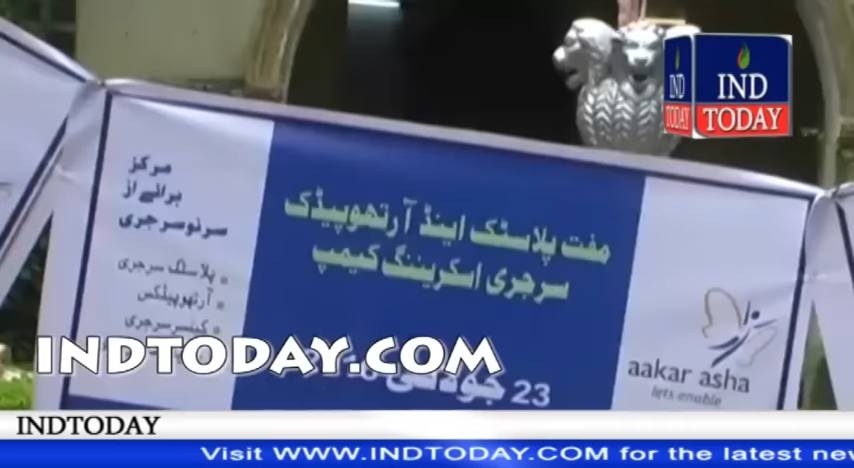 IND
TODAY
IND
TODAY
مرکز
برائے از
سرنو سرجری
پلاسٹک سرجری
آرتھوپیڈکس
کینسر سرجری
مفت پلاسٹک اینڈ آرتھوپیڈک
سرجری اسکریننگ کیمپ
23 جولائی
aakar asha
lets enable
INDTODAY.COM
INDTODAY
Visit WWW.INDTODAY.COM for the latest